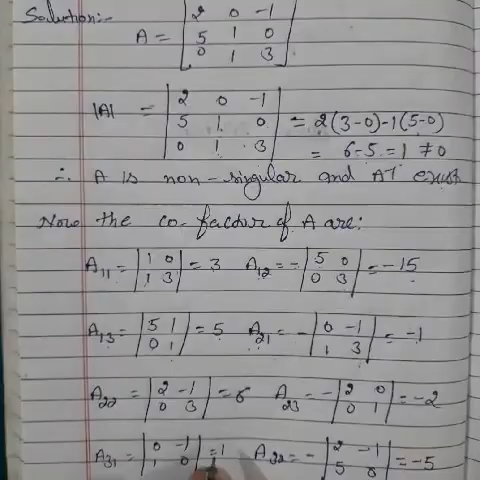 Solution:-
A = [2 0 -1
5 1 0
0 1 3]
|A| = |2 0 -1
5 1 0
0 1 3| = 2(3-0)-1(5-0)
= 6-5 = 1 ≠ 0
∴ A is non-singular and A⁻¹ exist
Now the co-factor of A are:
A₁₁ = |1 0
1 3| = 3 A₁₂ = -|5 0
0 3| = -15
A₁₃ = |5 1
0 1| = 5 A₂₁ = -|0 -1
1 3| = -1
A₂₂ = |2 -1
0 3| = 6 A₂₃ = -|2 0
0 1| = -2
A₃₁ = |0 -1
1 0| = 1 A₃₂ = -|2 -1
5 0| = -5